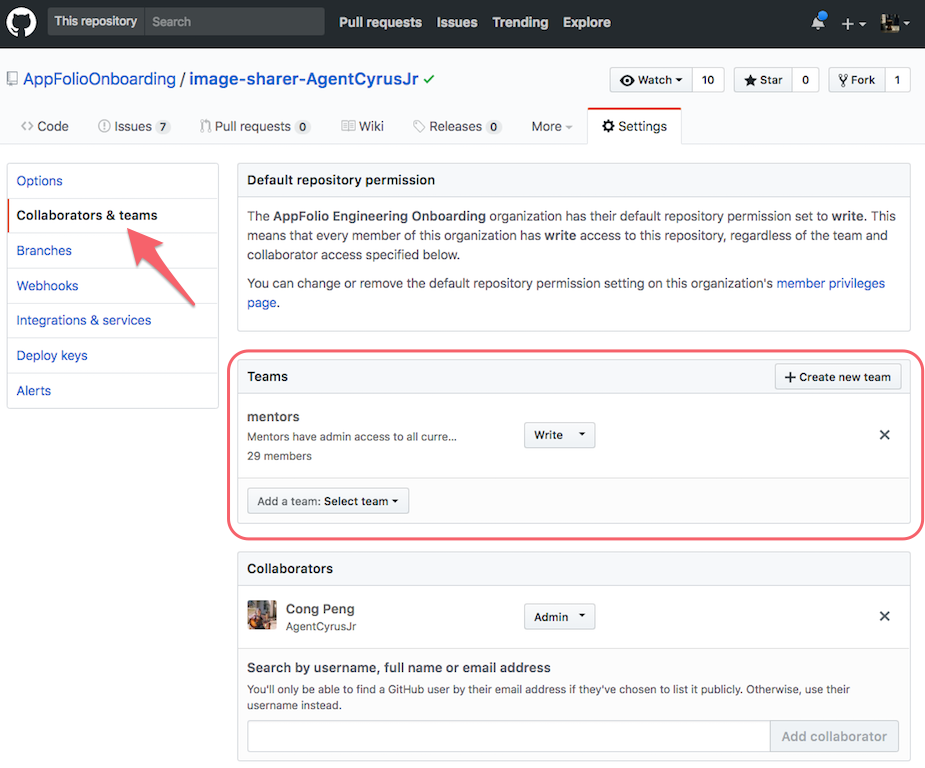 This repository Search Pull requests Issues Trending Explore
AppFolioOnboarding / image-sharer-AgentCyrusJr
Watch 10 Star 0 Fork 1
Code Issues 7 Pull requests 0 Wiki Releases 0 More Settings
Options
Collaborators & teams
Branches
Webhooks
Integrations & services
Deploy keys
Alerts
Default repository permission
The AppFolio Engineering Onboarding organization has their default repository permission set to write. This
means that every member of this organization has write access to this repository, regardless of the team and
collaborator access specified below.
You can change or remove the default repository permission setting on this organization's member privileges
page.
Teams
Create new team
mentors
Mentors have admin access to all curre...
29 members
Write
Add a team: Select team
Collaborators
Cong Peng
AgentCyrusJr
Admin
Search by username, full name or email address
You'll only be able to find a GitHub user by their email address if they've chosen to list it publicly. Otherwise, use their
username instead.
Add collaborator